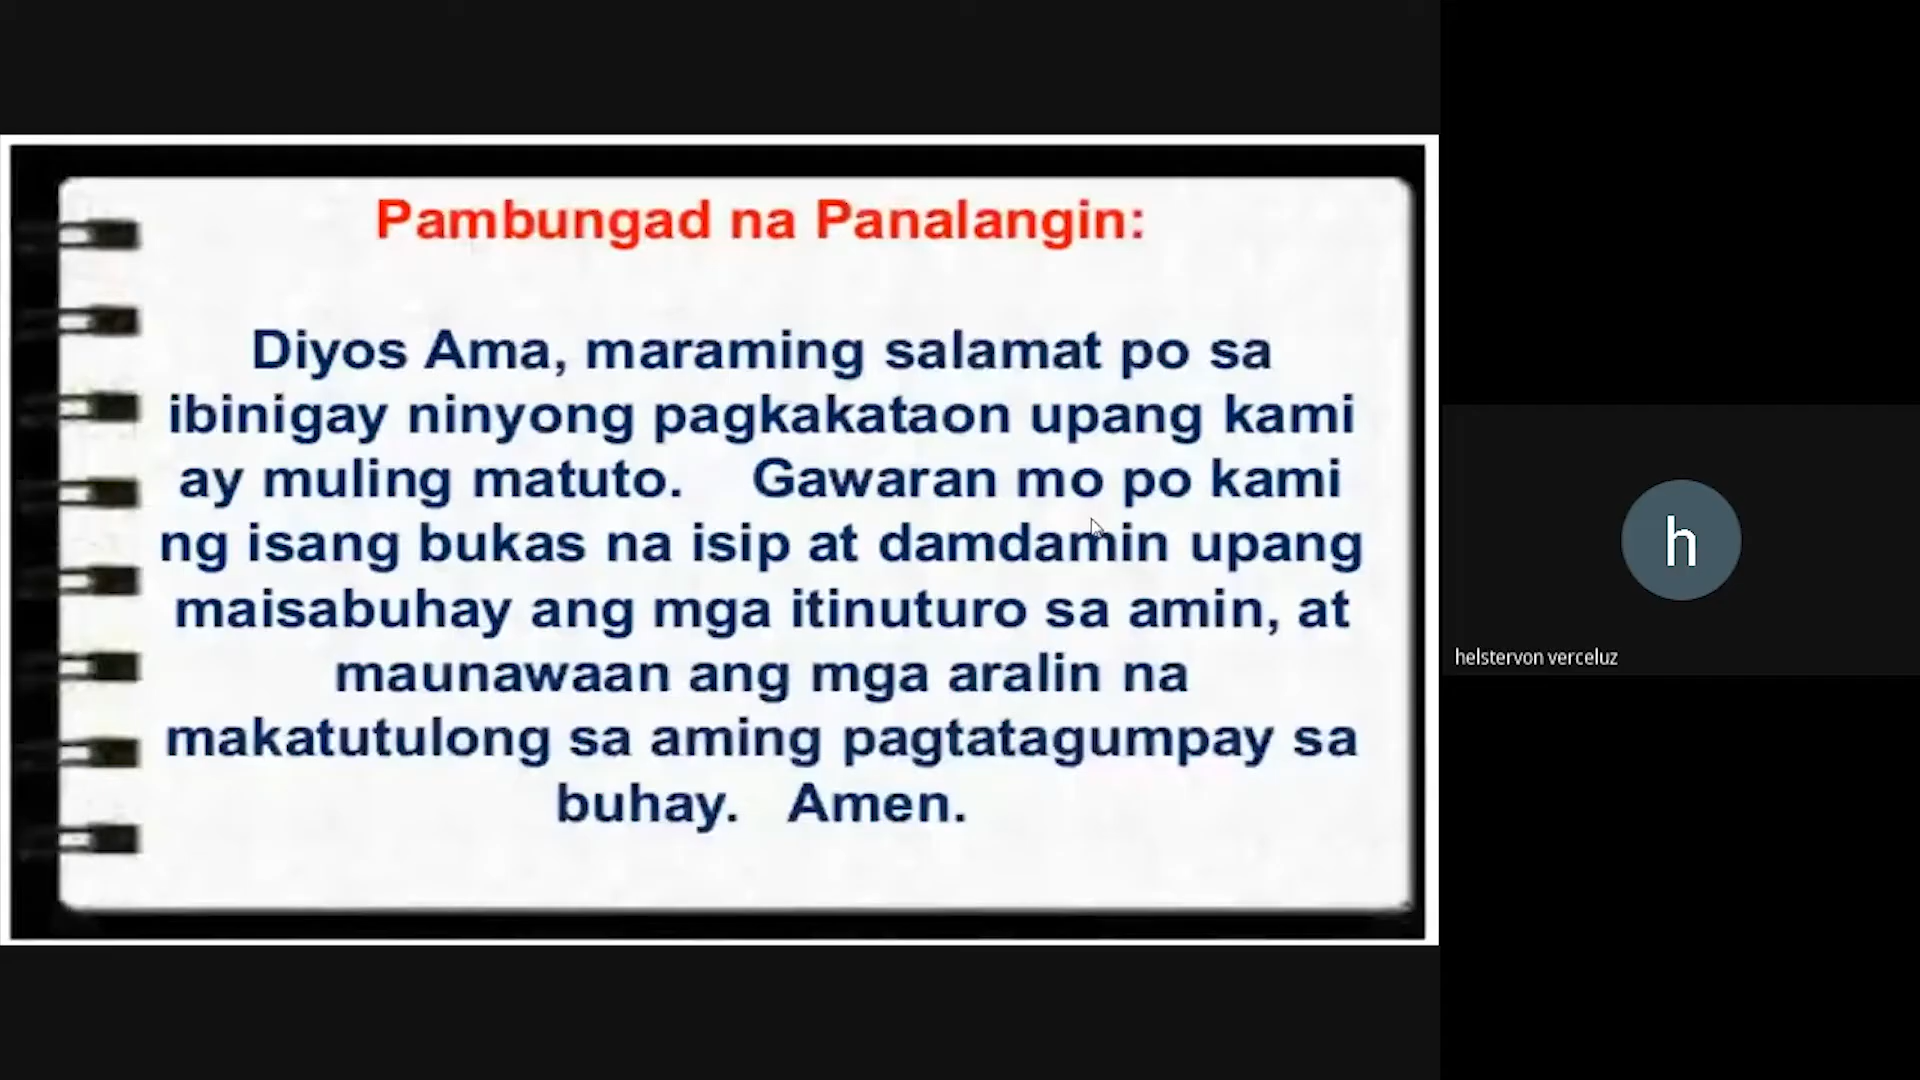 Pambungad na Panalangin:
Diyos Ama, maraming salamat po sa
ibinigay ninyong pagkakataon upang kami
ay muling matuto. Gawaran mo po kami
ng isang bukas na isip at damdamin upang
maisabuhay ang mga itinuturo sa amin, at
maunawaan ang mga aralin na
makatutulong sa aming pagtatagumpay sa
buhay. Amen.
h
helstervon verceluz